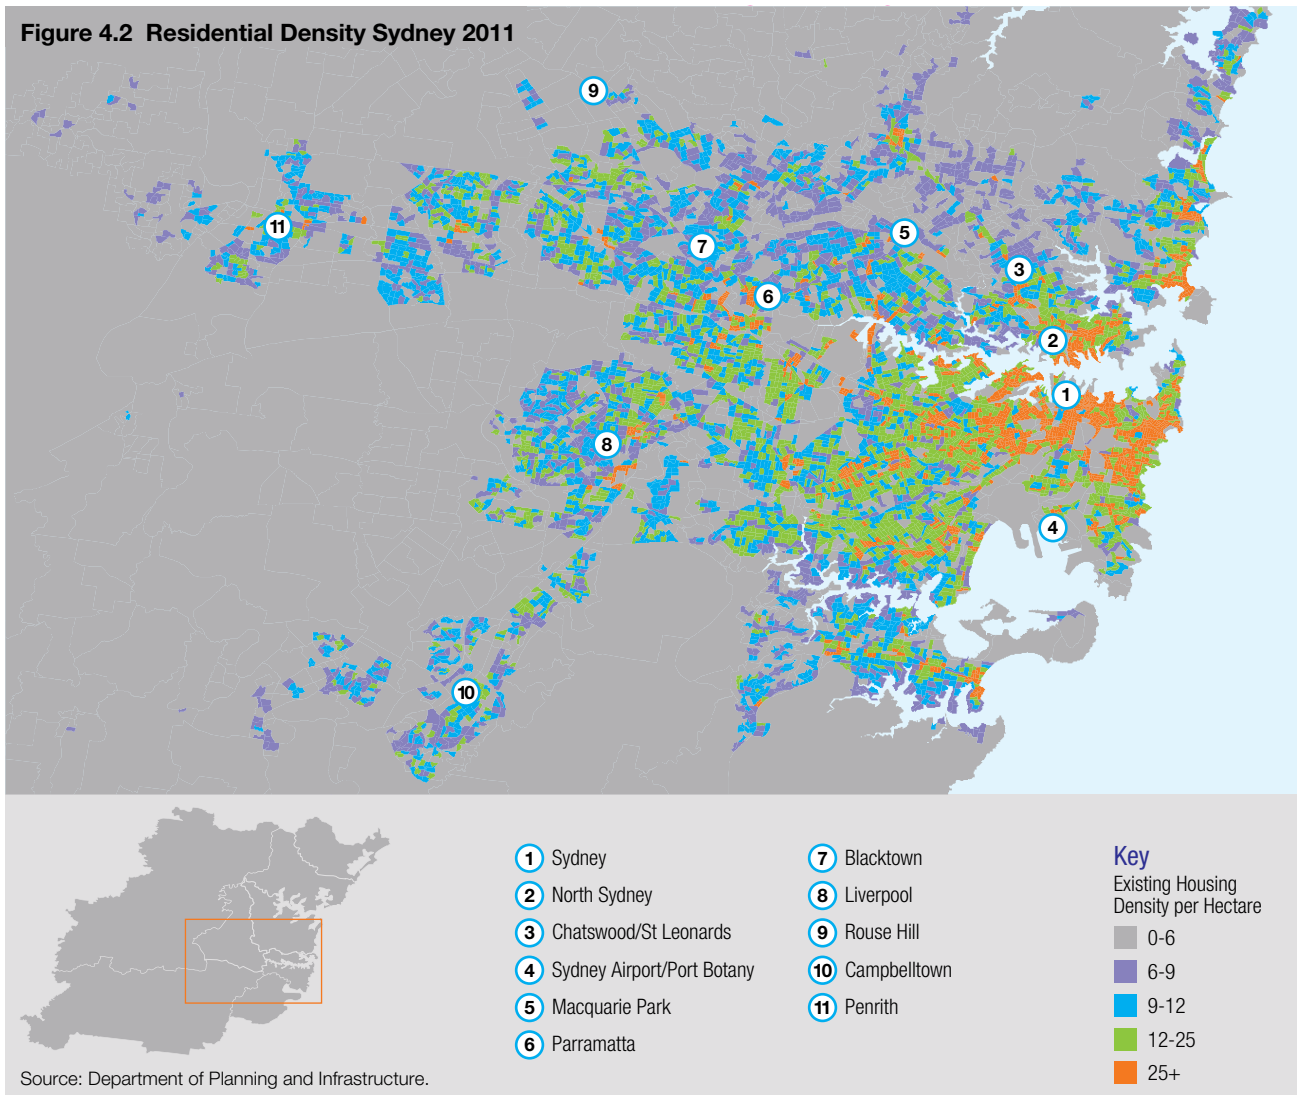 Figure 4.2 Residential Density Sydney 2011
9
11
5
7
3
6
2
1
8
4
10
1 Sydney
2 North Sydney
3 Chatswood/St Leonards
4 Sydney Airport/Port Botany
5 Macquarie Park
6 Parramatta
7 Blacktown
8 Liverpool
9 Rouse Hill
10 Campbelltown
11 Penrith
Key
Existing Housing
Density per Hectare
0-6
6-9
9-12
12-25
25+
Source: Department of Planning and Infrastructure.